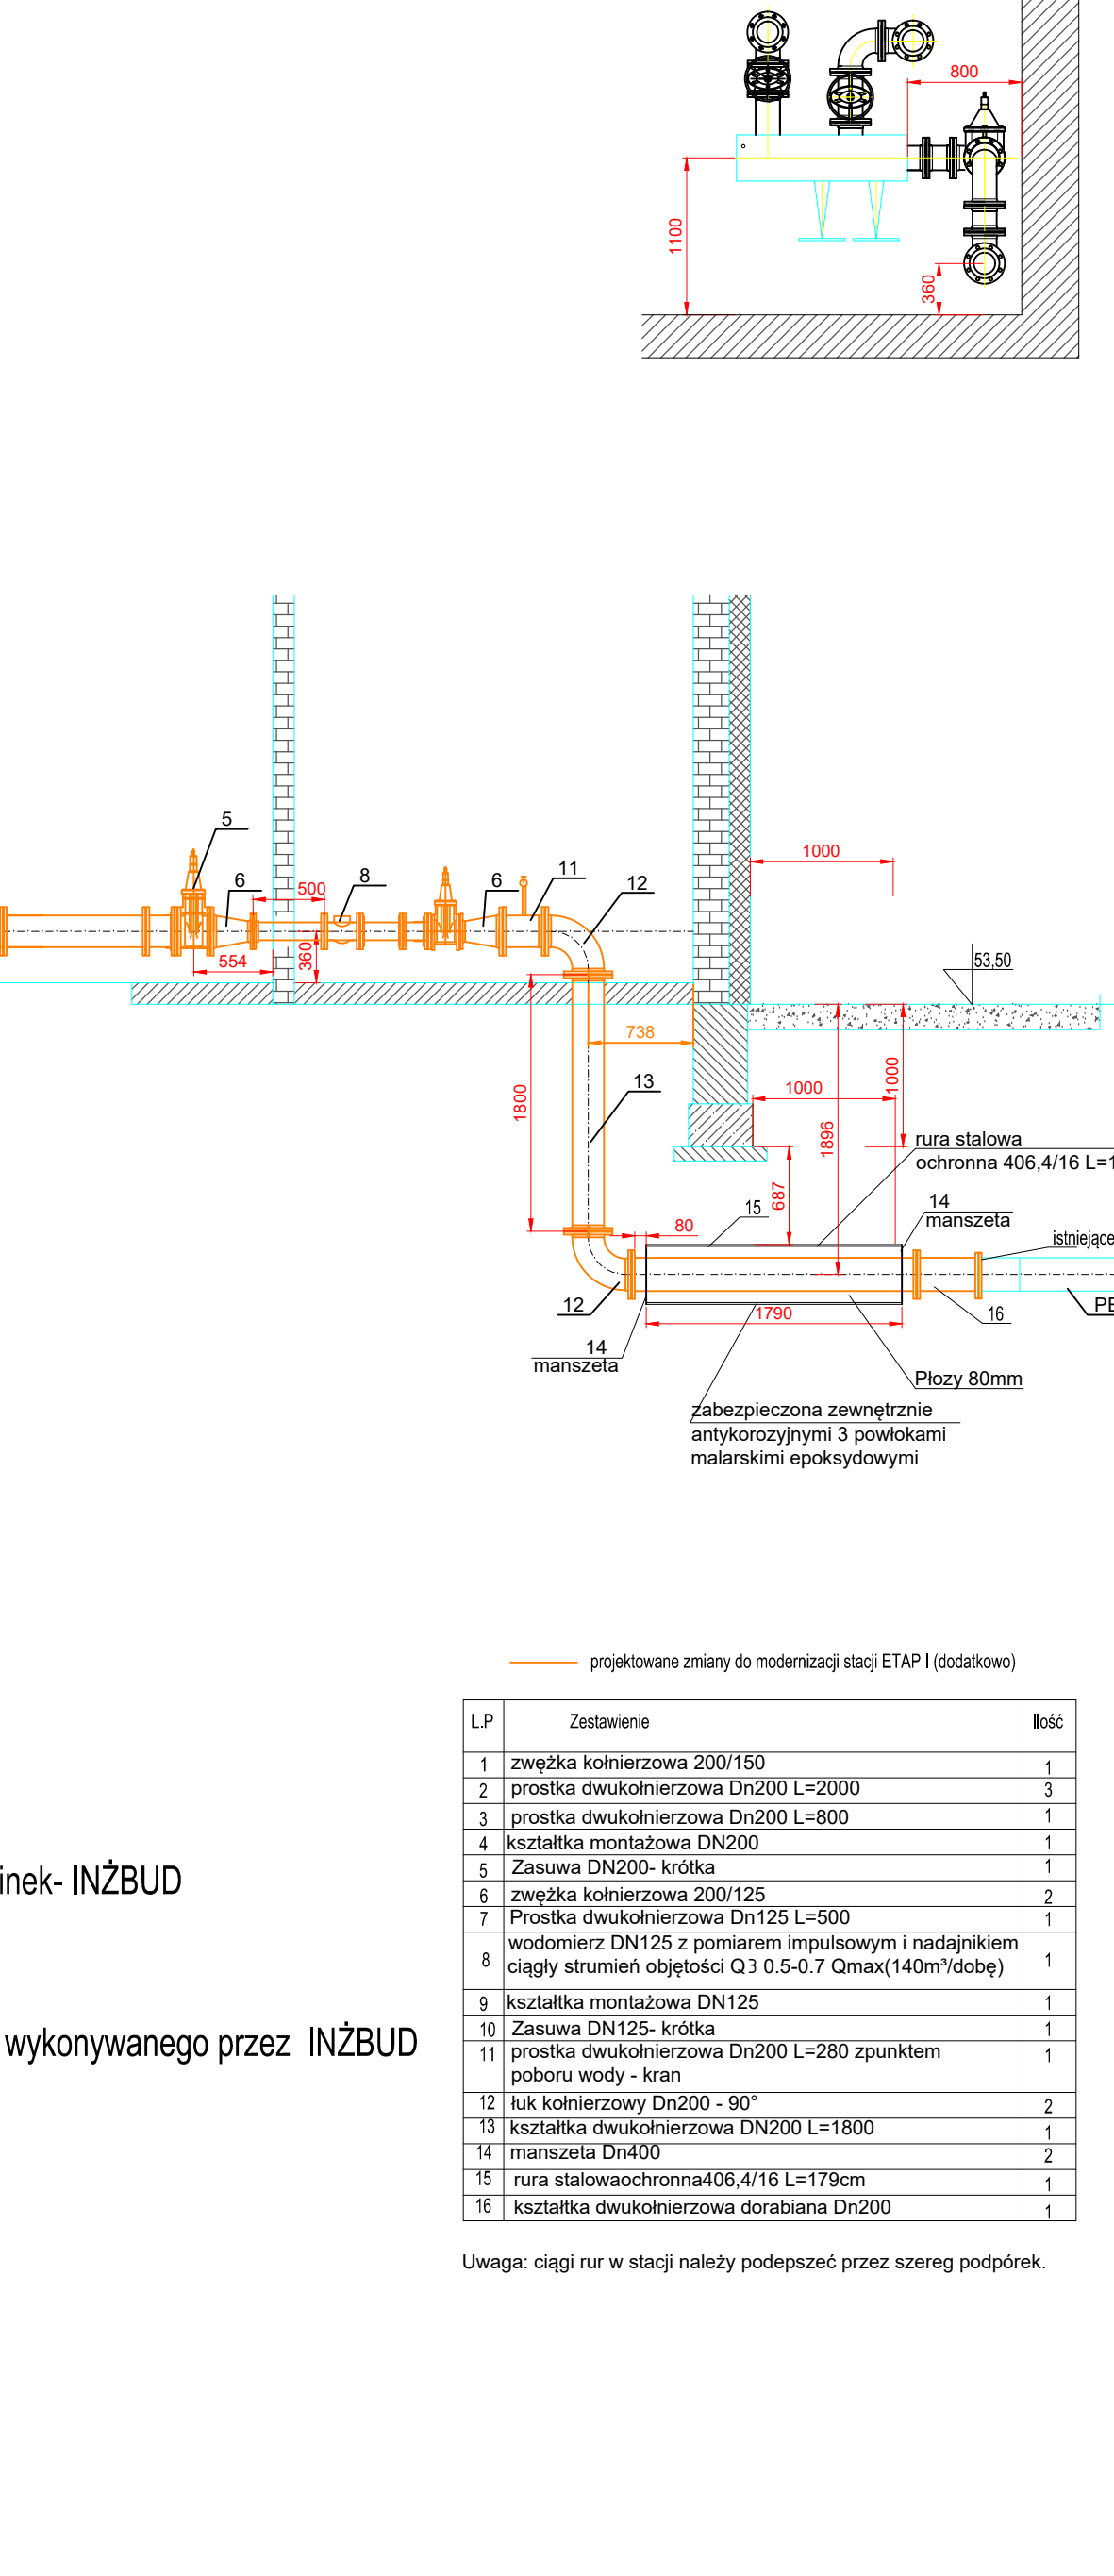 800
1100
360
5
6
500
8
6
11
12
1000
554
360
53,50
738
1800
13
1000
1000
1896
rura stalowa
ochronna 406,4/16 L=1
687
15
14
manszeta
80
istniejące
12
1790
16
PE
14
manszeta
Płozy 80mm
zabezpieczona zewnętrznie
antykorozyjnymi 3 powłokami
malarskimi epoksydowymi
projektowane zmiany do modernizacji stacji ETAP I (dodatkowo)
L.P Zestawienie Ilość
1 zwężka kołnierzowa 200/150 1
2 prostka dwukołnierzowa Dn200 L=2000 3
3 prostka dwukołnierzowa Dn200 L=800 1
4 kształtka montażowa DN200 1
5 Zasuwa DN200- krótka 1
6 zwężka kołnierzowa 200/125 2
7 Prostka dwukołnierzowa Dn125 L=500 1
8 wodomierz DN125 z pomiarem impulsowym i nadajnikiem 1
ciągły strumień objętości Q3 0.5-0.7 Qmax(140m³/dobę)
9 kształtka montażowa DN125 1
10 Zasuwa DN125- krótka 1
11 prostka dwukołnierzowa Dn200 L=280 zpunktem 1
poboru wody - kran
12 łuk kołnierzowy Dn200 - 90° 2
13 kształtka dwukołnierzowa DN200 L=1800 1
14 manszeta Dn400 2
15 rura stalowaochronna406,4/16 L=179cm 1
16 kształtka dwukołnierzowa dorabiana Dn200 1
inek- INŻBUD
wykonywanego przez INŻBUD
Uwaga: ciągi rur w stacji należy podepszeć przez szereg podpórek.